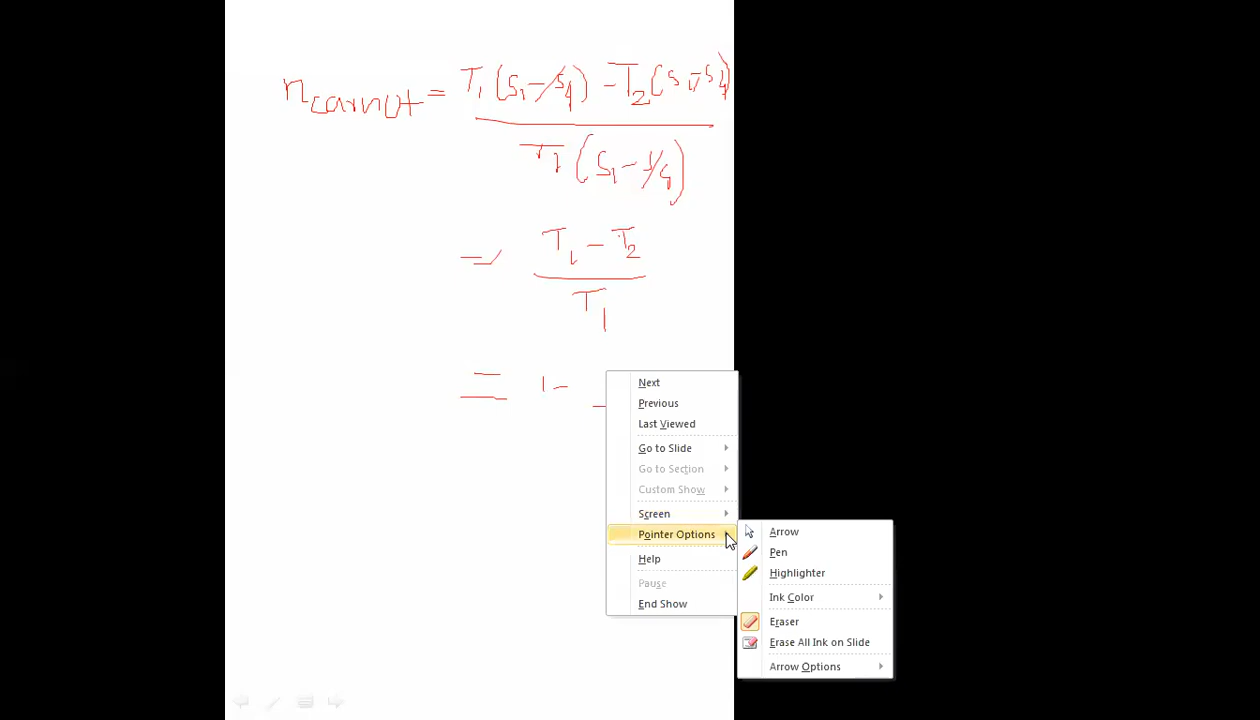 ηcarnot = T₁(S₁-S₄) - T₂(S₁-S₄)
T₁(S₁-S₄)
=> T₁ - T₂
T₁
= 1-
Next
Previous
Last Viewed
Go to Slide
Go to Section
Custom Show
Screen
Pointer Options
Help
Pause
End Show
Arrow
Pen
Highlighter
Ink Color
Eraser
Erase All Ink on Slide
Arrow Options